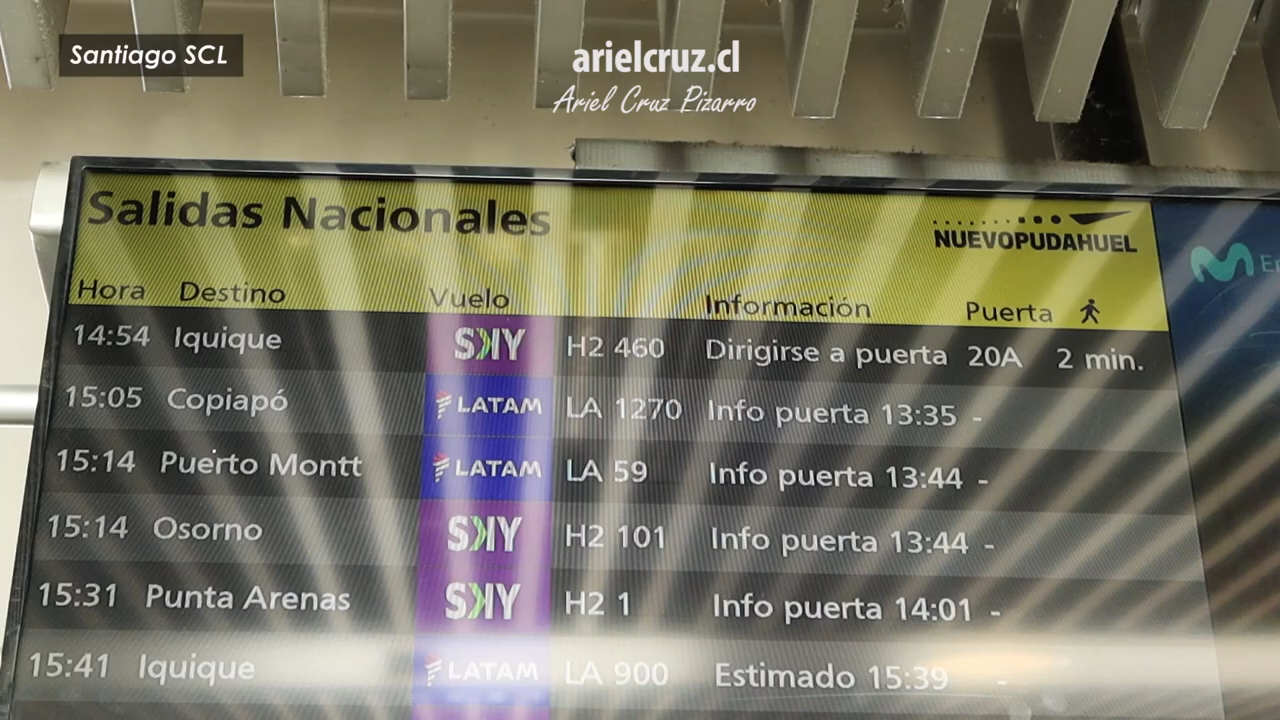 Santiago SCL
arielcruz.cl
Ariel Cruz Pizarro
Salidas Nacionales
NUEVOPUDAHUEL
Hora Destino Vuelo Información Puerta
14:54 Iquique SKY H2 460 Dirigirse a puerta 20A 2 min.
15:05 Copiapó LATAM LA 1270 Info puerta 13:35 -
15:14 Puerto Montt LATAM LA 59 Info puerta 13:44 -
15:14 Osorno SKY H2 101 Info puerta 13:44 -
15:31 Punta Arenas SKY H2 1 Info puerta 14:01 -
15:41 Iquique LATAM LA 900 Estimado 15:39 -